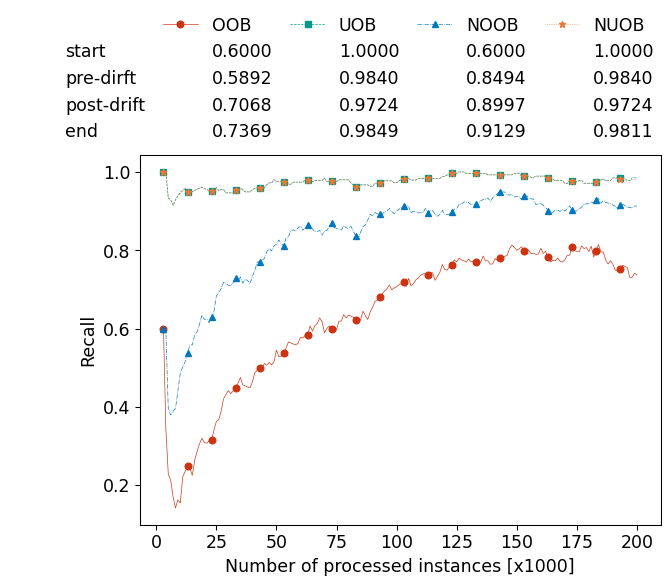 OOB UOB NOOB NUOB
start 0.6000 1.0000 0.6000 1.0000
pre-dirft 0.5892 0.9840 0.8494 0.9840
post-drift 0.7068 0.9724 0.8997 0.9724
end 0.7369 0.9849 0.9129 0.9811
1.0
0.8
0.6
0.4
0.2
Recall
0 25 50 75 100 125 150 175 200
Number of processed instances [x1000]